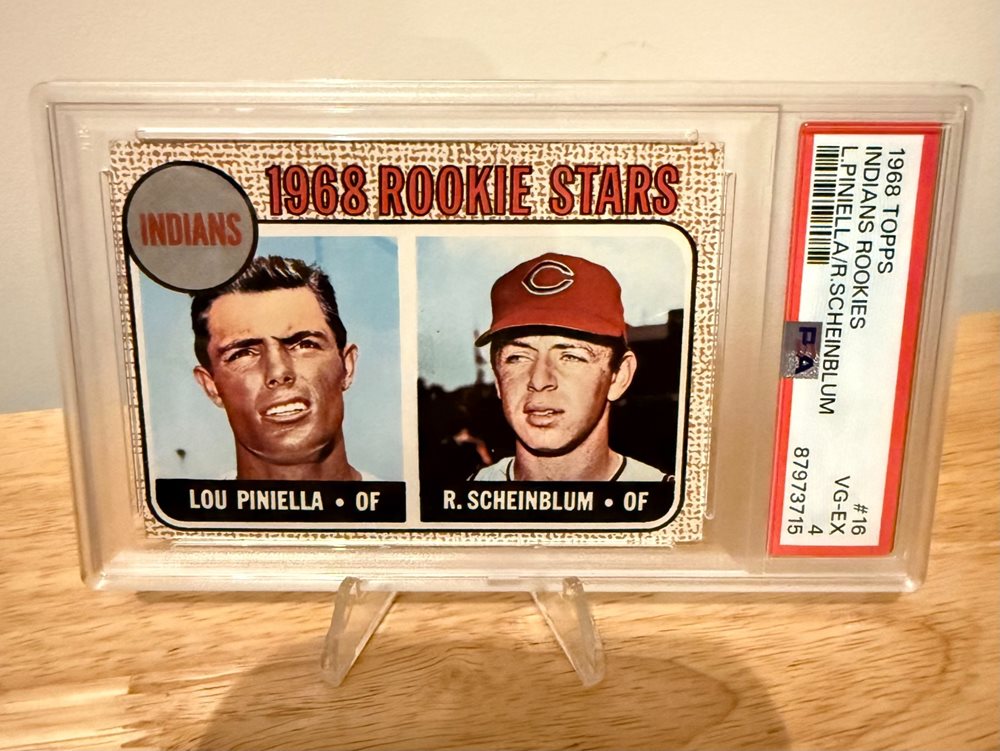 1968 ROOKIE STARS
INDIANS
C
LOU PINIELLA • OF
R. SCHEINBLUM • OF
1968 TOPPS
INDIANS ROOKIES
L.PINIELLA/R.SCHEINBLUM
#16
VG-EX
4
87973715